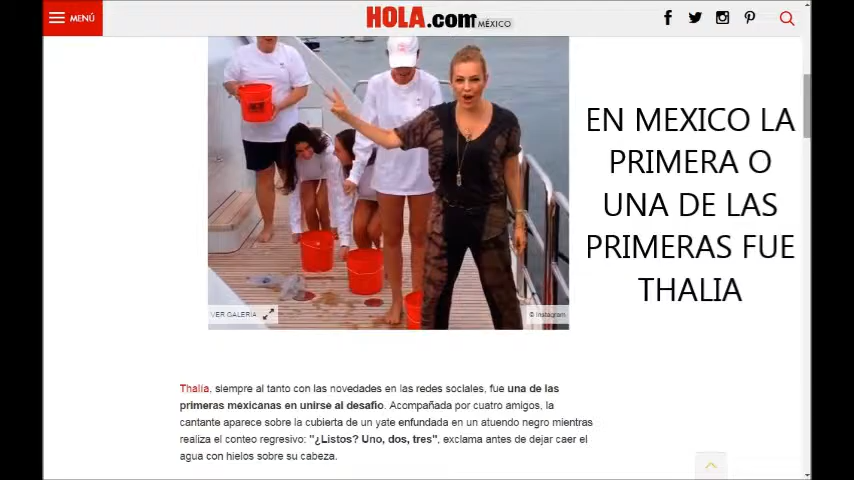 MENÚ
HOLA.com MÉXICO
EN MEXICO LA
PRIMERA O
UNA DE LAS
PRIMERAS FUE
THALIA
VER GALERÍA
© Instagram
Thalía, siempre al tanto con las novedades en las redes sociales, fue una de las
primeras mexicanas en unirse al desafío. Acompañada por cuatro amigos, la
cantante aparece sobre la cubierta de un yate enfundada en un atuendo negro mientras
realiza el conteo regresivo: "¿Listos? Uno, dos, tres", exclama antes de dejar caer el
agua con hielos sobre su cabeza.